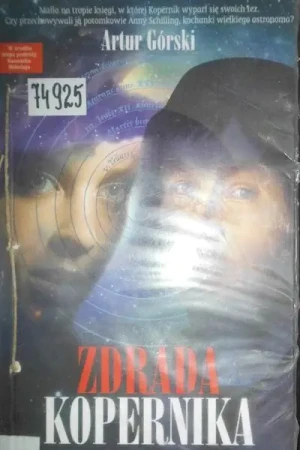 Mafia na tropie księgi, w której Kopernik wyparł się swoich tez.
Czy przechowywali ją potomkowie Anny Schilling, kochanki wielkiego astronoma?
Artur Górski
74925
ZDRADA
KOPERNIKA